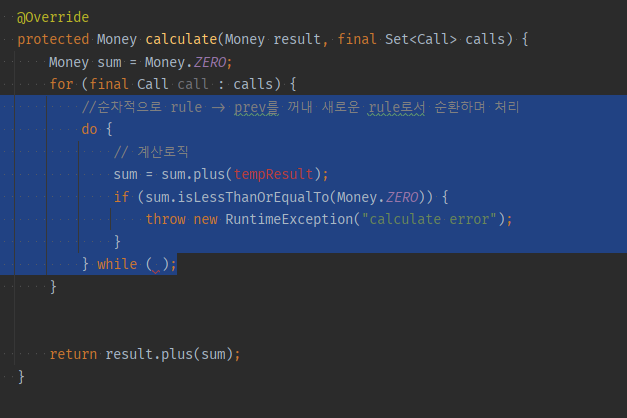 @Override
protected Money calculate(Money result, final Set<Call> calls) {
Money sum = Money.ZERO;
for (final Call call : calls) {
//순차적으로 rule -> prev를 꺼내 새로운 rule로서 순환하며 처리
do {
// 계산로직
sum = sum.plus(tempResult);
if (sum.isLessThanOrEqualTo(Money.ZERO)) {
throw new RuntimeException("calculate error");
}
} while ( );
}
return result.plus(sum);
}